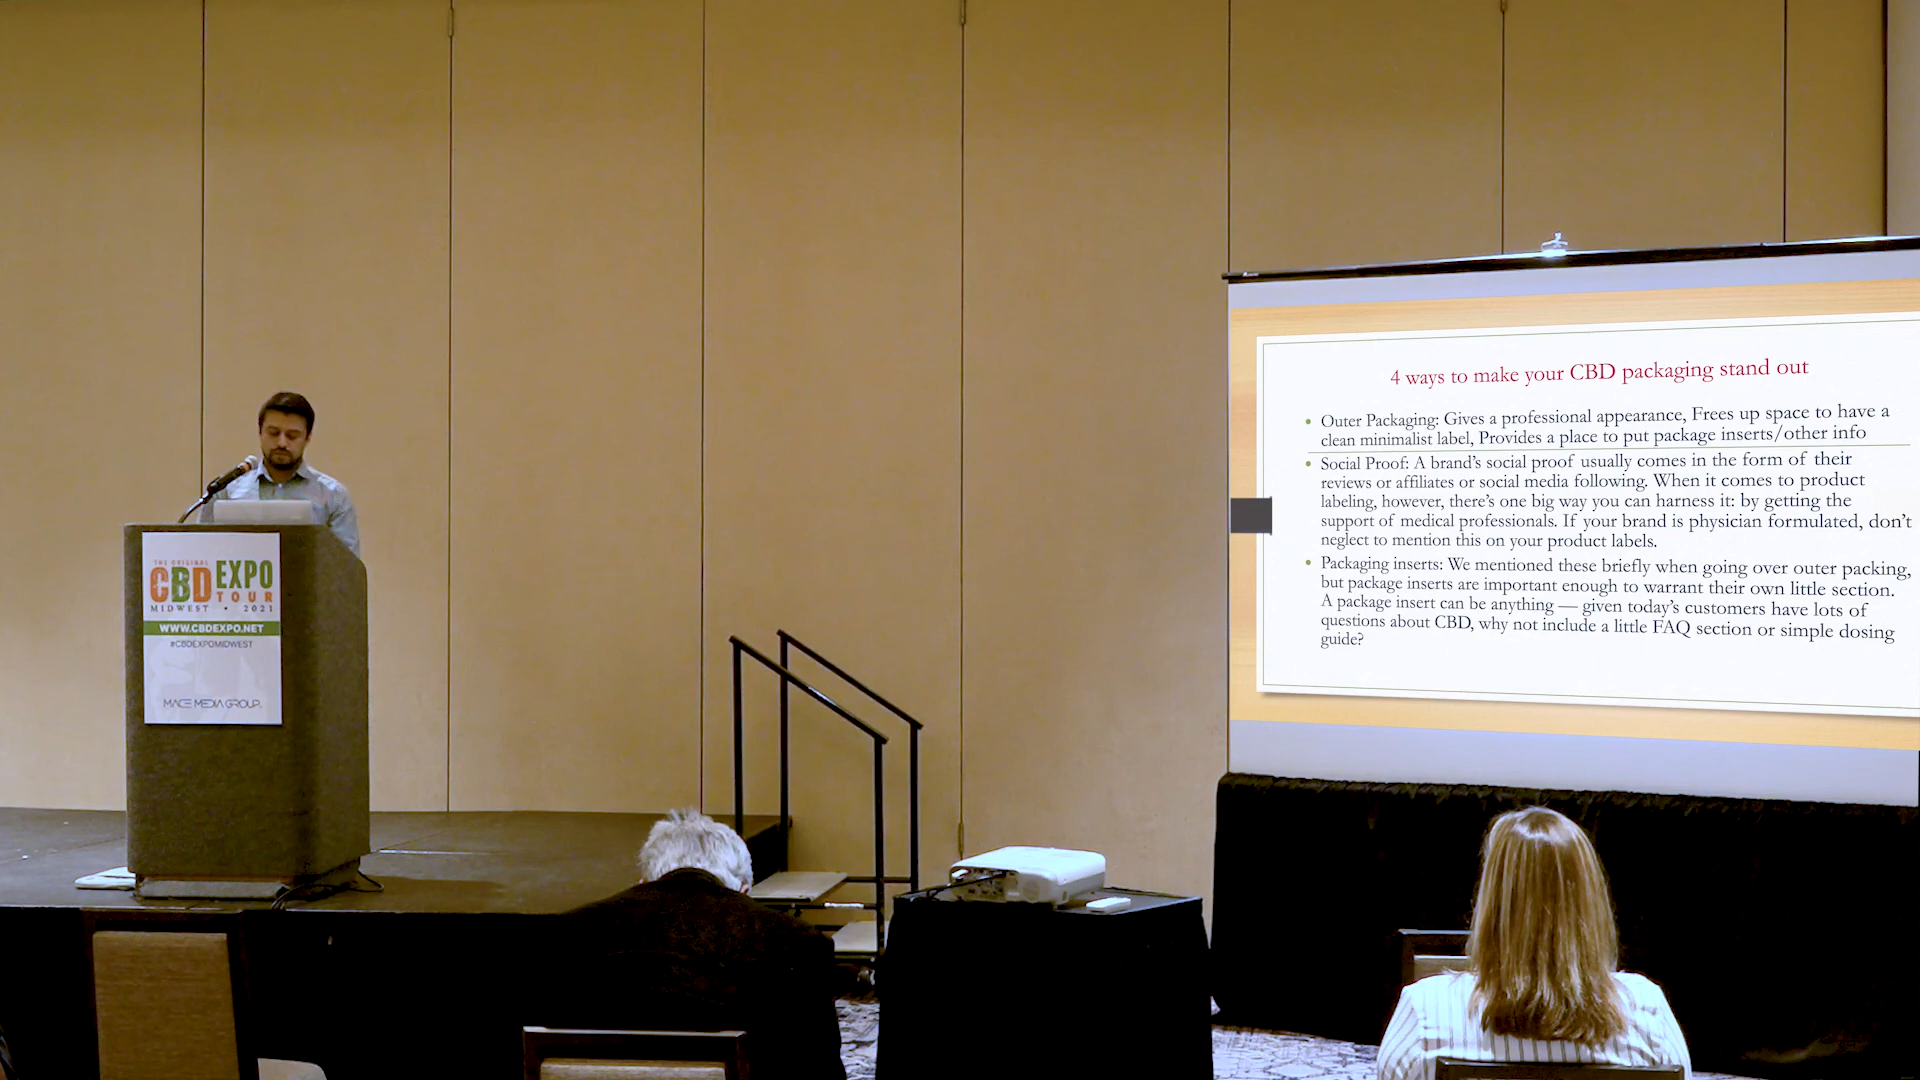 THE ORIGINAL
CBD EXPO
TOUR
MIDWEST • 2021
WWW.CBDEXPO.NET
#CBDEXPOMIDWEST
MACE MEDIA GROUP.
4 ways to make your CBD packaging stand out
• Outer Packaging: Gives a professional appearance, Frees up space to have a
clean minimalist label, Provides a place to put package inserts/other info
• Social Proof: A brand's social proof usually comes in the form of their
reviews or affiliates or social media following. When it comes to product
labeling, however, there's one big way you can harness it: by getting the
support of medical professionals. If your brand is physician formulated, don't
neglect to mention this on your product labels.
• Packaging inserts: We mentioned these briefly when going over outer packing,
but package inserts are important enough to warrant their own little section.
A package insert can be anything — given today's customers have lots of
questions about CBD, why not include a little FAQ section or simple dosing
guide?